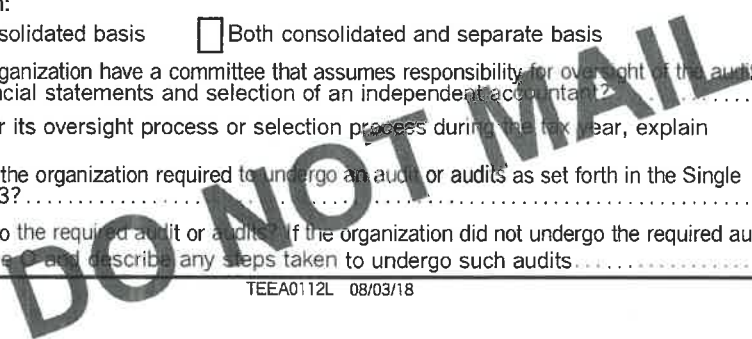 n:
solidated basis Both consolidated and separate basis
ganization have a committee that assumes responsibility for oversight of the audit
ncial statements and selection of an independent accountant?
r its oversight process or selection process during the tax year, explain
the organization required to undergo an audit or audits as set forth in the Single
3?
o the required audit or audits? If the organization did not undergo the required au
e O and describe any steps taken to undergo such audits
TEEA0112L 08/03/18
DO NOT MAIL